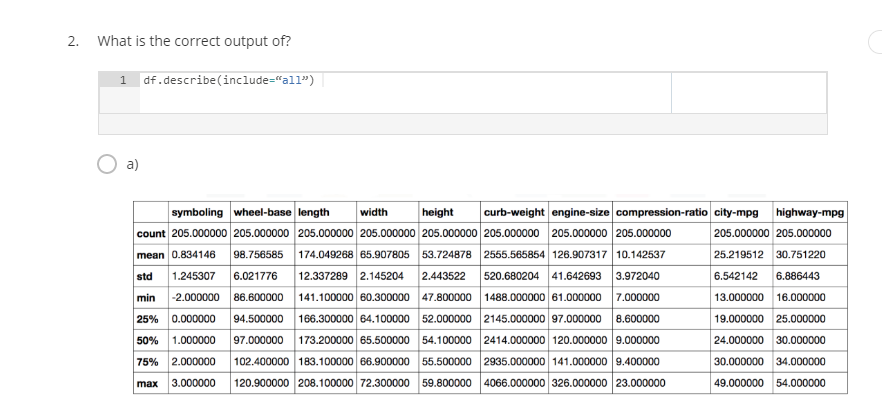 2. What is the correct output of?
1 df.describe(include=“all”)
a)
symboling wheel-base length width height curb-weight engine-size compression-ratio city-mpg highway-mpg
count 205.000000 205.000000 205.000000 205.000000 205.000000 205.000000 205.000000 205.000000 205.000000 205.000000
mean 0.834146 98.756585 174.049268 65.907805 53.724878 2555.565854 126.907317 10.142537 25.219512 30.751220
std 1.245307 6.021776 12.337289 2.145204 2.443522 520.680204 41.642693 3.972040 6.542142 6.886443
min -2.000000 86.600000 141.100000 60.300000 47.800000 1488.000000 61.000000 7.000000 13.000000 16.000000
25% 0.000000 94.500000 166.300000 64.100000 52.000000 2145.000000 97.000000 8.600000 19.000000 25.000000
50% 1.000000 97.000000 173.200000 65.500000 54.100000 2414.000000 120.000000 9.000000 24.000000 30.000000
75% 2.000000 102.400000 183.100000 66.900000 55.500000 2935.000000 141.000000 9.400000 30.000000 34.000000
max 3.000000 120.900000 208.100000 72.300000 59.800000 4066.000000 326.000000 23.000000 49.000000 54.000000